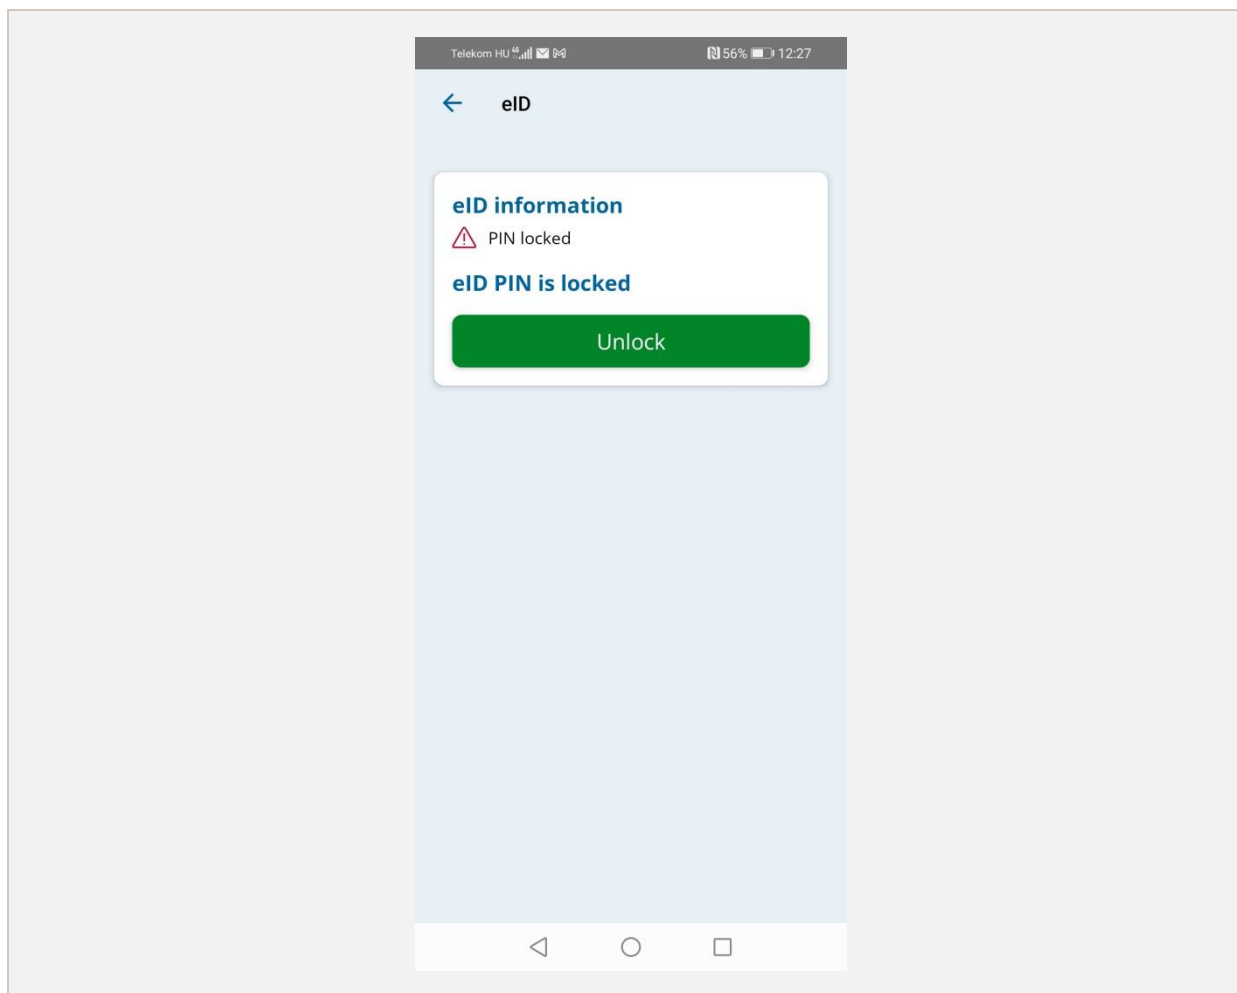 Telekom HU 56% 12:27
eID
eID information
PIN locked
eID PIN is locked
Unlock